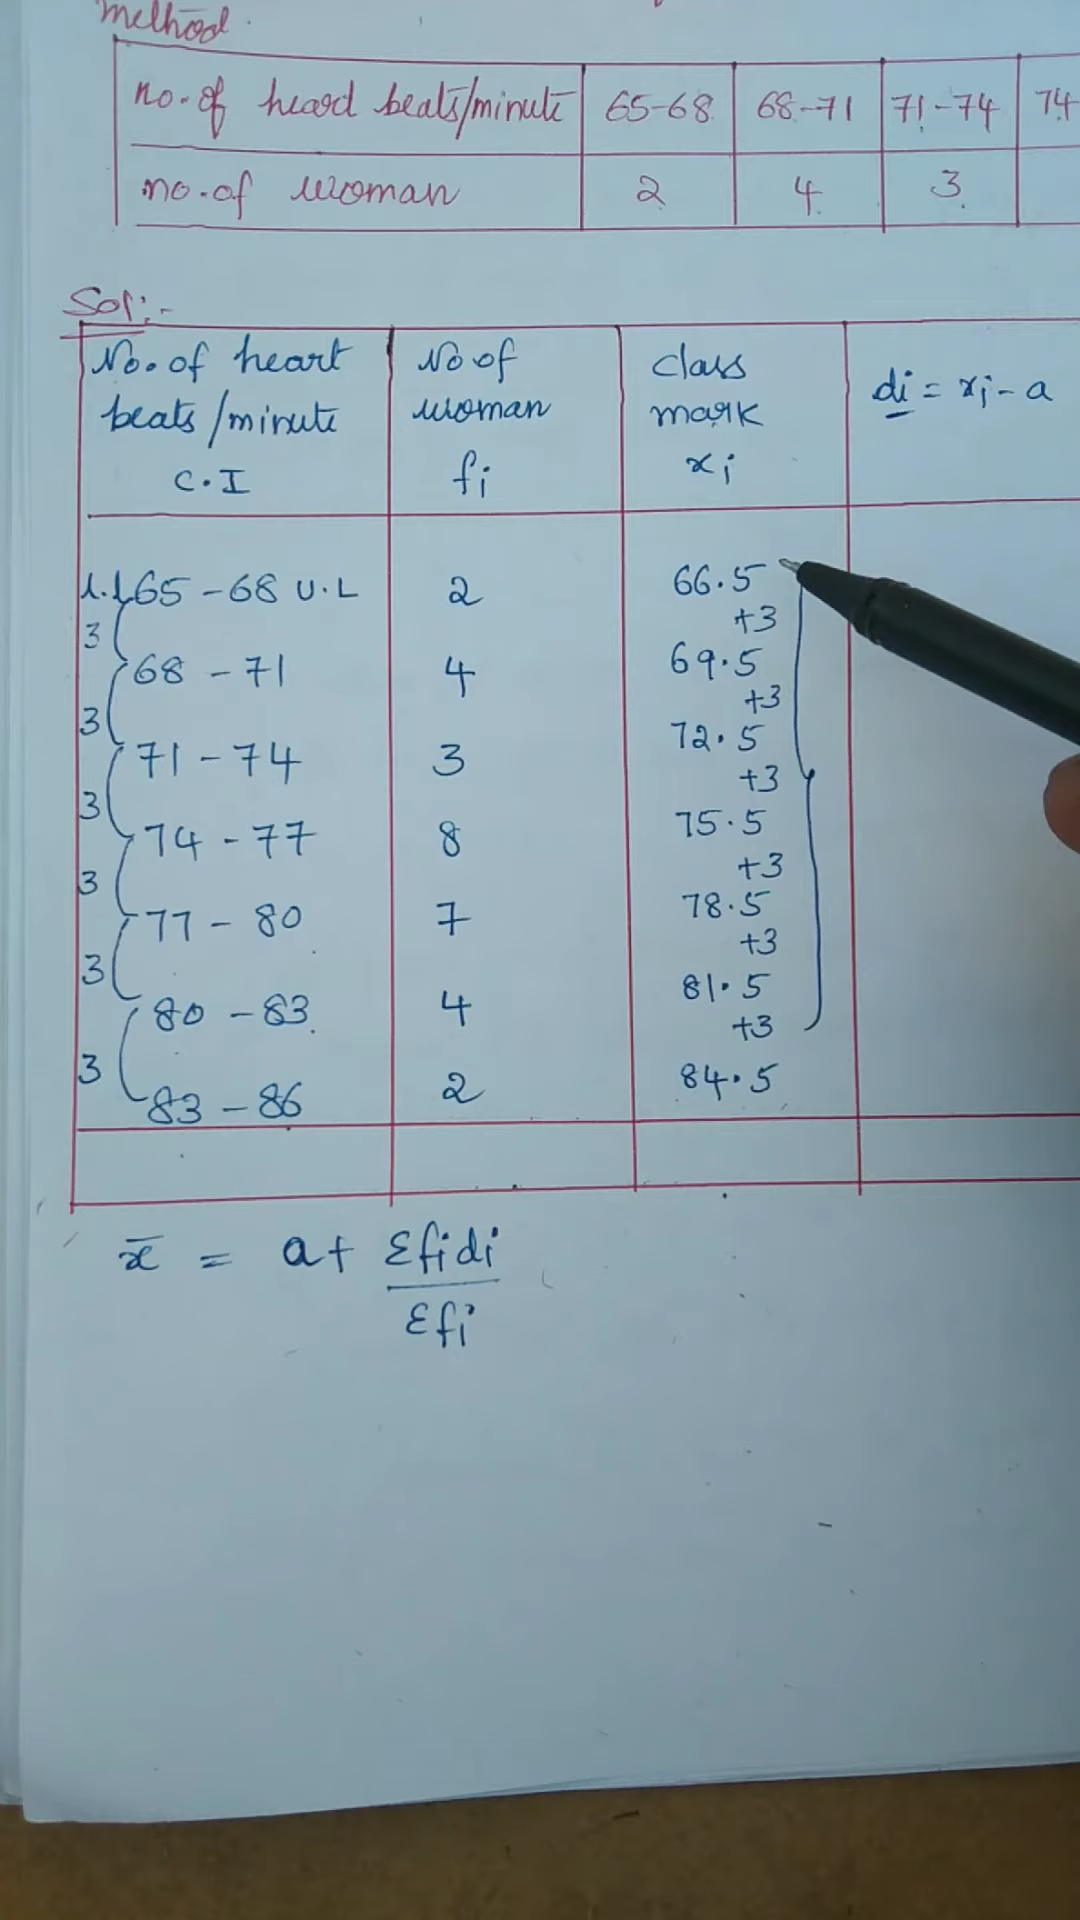 Method.
no. of heard beats/minute 65-68 68-71 71-74 74
no. of woman 2 4 3
Sol:-
No. of heart beats/minute C.I No of woman fi class mark xi di = xi - a
l.l 65 - 68 U.L 2 66.5
3 +3
68 - 71 4 69.5
3 +3
71 - 74 3 72.5
3 +3
74 - 77 8 75.5
3 +3
77 - 80 7 78.5
3 +3
80 - 83 4 81.5
3 +3
83 - 86 2 84.5
x̄ = a + Σfidi
Σfi